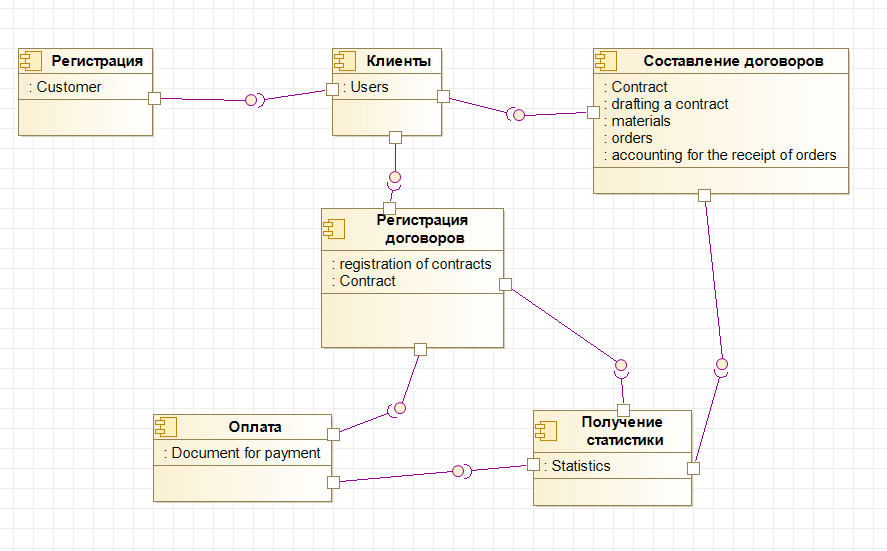 Регистрация
: Customer
Клиенты
: Users
Составление договоров
: Contract
: drafting a contract
: materials
: orders
: accounting for the receipt of orders
Регистрация
договоров
: registration of contracts
: Contract
Оплата
: Document for payment
Получение
статистики
: Statistics